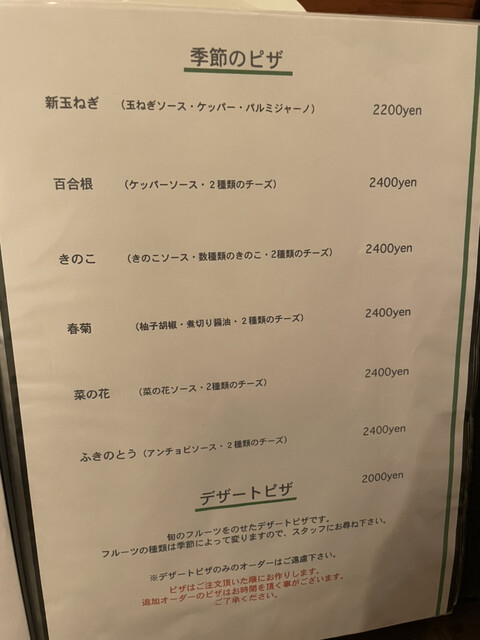 季節のピザ
新玉ねぎ （玉ねぎソース・ケッパー・パルミジャーノ） 2200yen
百合根 （ケッパーソース・２種類のチーズ） 2400yen
きのこ （きのこソース・数種類のきのこ・2種類のチーズ） 2400yen
春菊 （柚子胡椒・煮切り醤油・２種類のチーズ） 2400yen
菜の花 （菜の花ソース・2種類のチーズ） 2400yen
ふきのとう （アンチョビソース・２種類のチーズ） 2400yen
デザートピザ 2000yen
旬のフルーツをのせたデザートピザです。
フルーツの種類は季節によって変りますので、スタッフにお尋ね下さい。
※デザートピザのみのオーダーはご遠慮下さい。
ピザはご注文頂いた順にお作りします。
追加オーダーのピザはお時間を頂く事がございます。
ご了承ください。